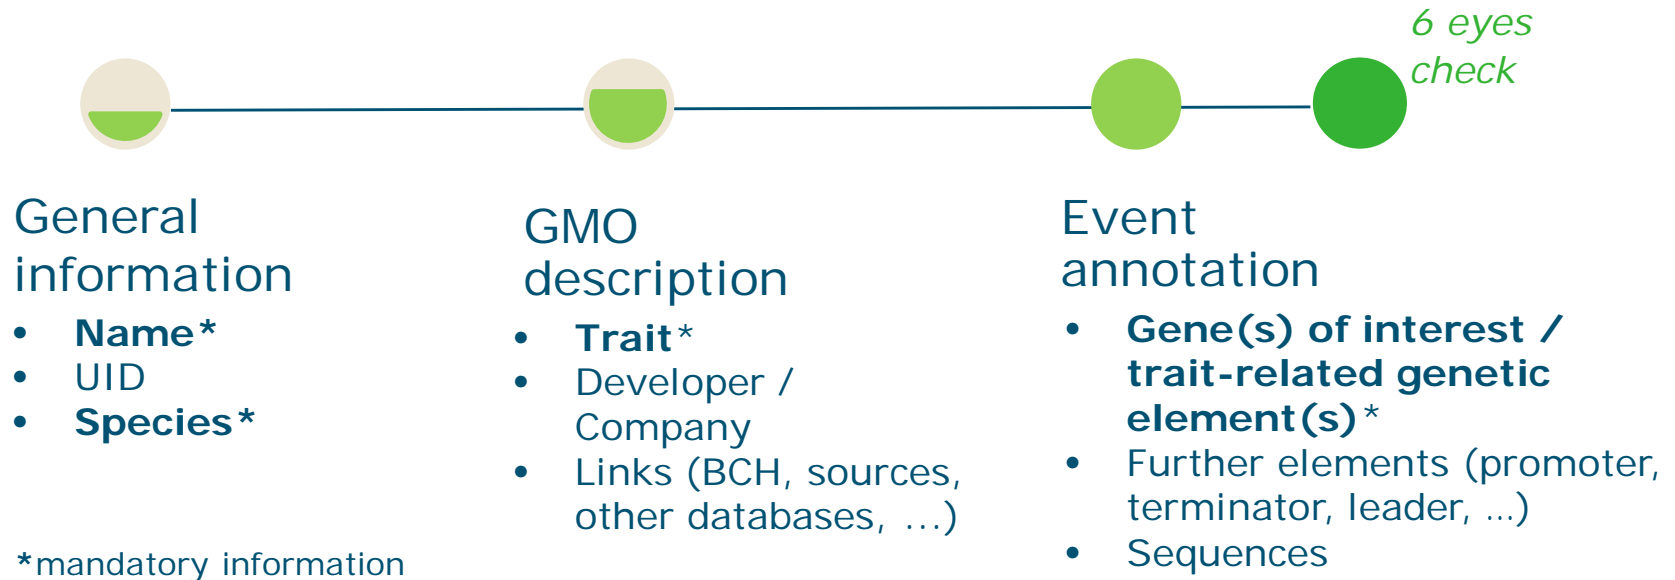 6 eyes
check
General
information
• Name*
• UID
• Species*
*mandatory information
GMO
description
• Trait*
• Developer /
Company
• Links (BCH, sources,
other databases, ...)
Event
annotation
• Gene(s) of interest /
trait-related genetic
element(s)*
• Further elements (promoter,
terminator, leader, ...)
• Sequences